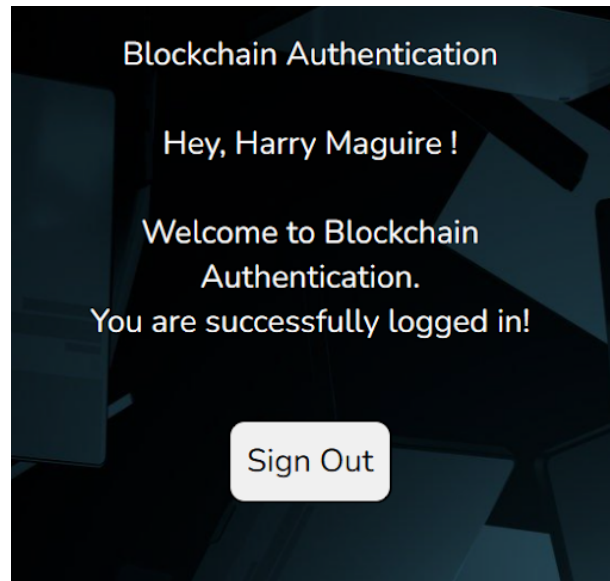 Blockchain Authentication
Hey, Harry Maguire !
Welcome to Blockchain
Authentication.
You are successfully logged in!
Sign Out